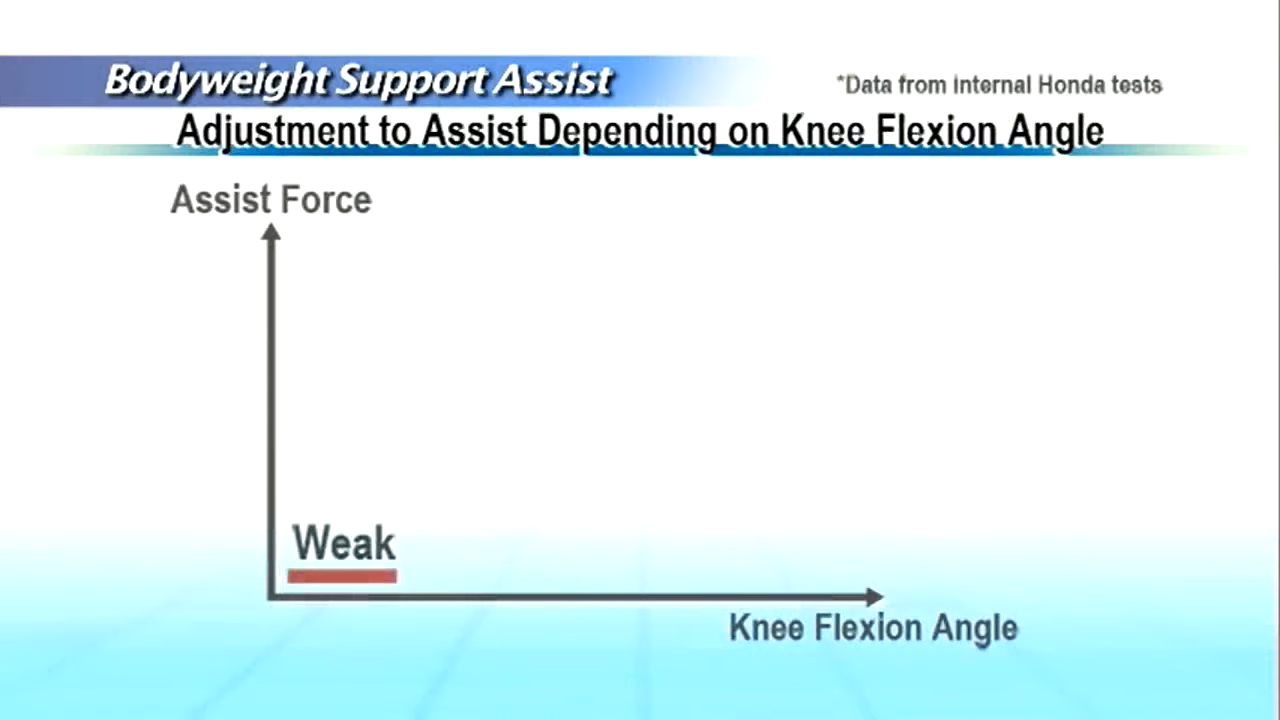 Bodyweight Support Assist
*Data from internal Honda tests
Adjustment to Assist Depending on Knee Flexion Angle
Assist Force
Weak
Knee Flexion Angle